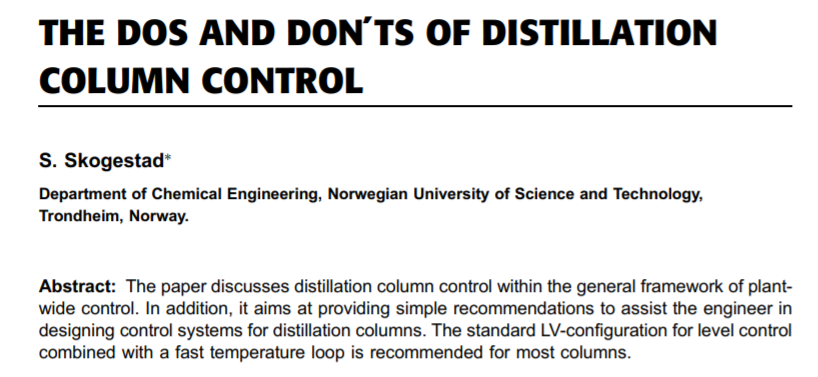 THE DOS AND DON´TS OF DISTILLATION
COLUMN CONTROL
S. Skogestad*
Department of Chemical Engineering, Norwegian University of Science and Technology,
Trondheim, Norway.
Abstract: The paper discusses distillation column control within the general framework of plant-
wide control. In addition, it aims at providing simple recommendations to assist the engineer in
designing control systems for distillation columns. The standard LV-configuration for level control
combined with a fast temperature loop is recommended for most columns.